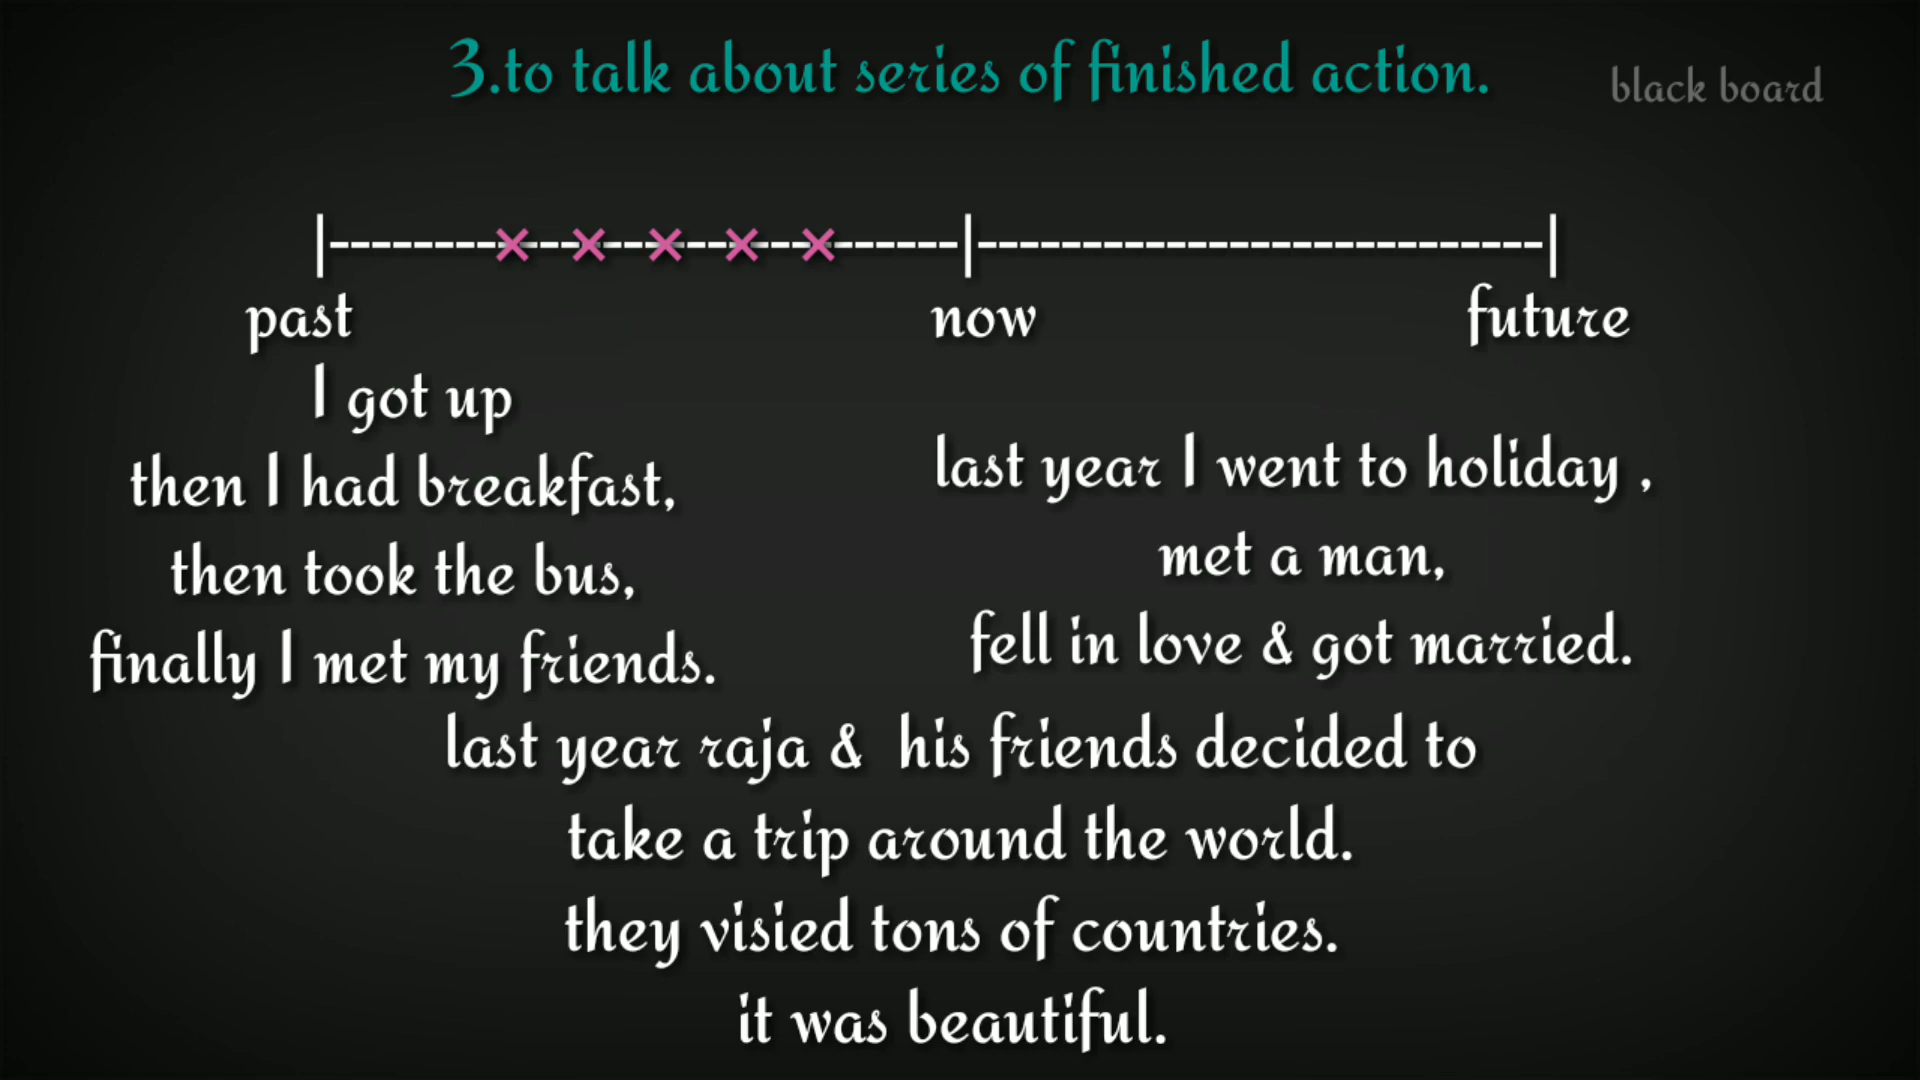 3.to talk about series of finished action.
black board
past
now
future
I got up
then I had breakfast,
then took the bus,
finally I met my friends.
last year I went to holiday ,
met a man,
fell in love & got married.
last year raja & his friends decided to
take a trip around the world.
they visied tons of countries.
it was beautiful.